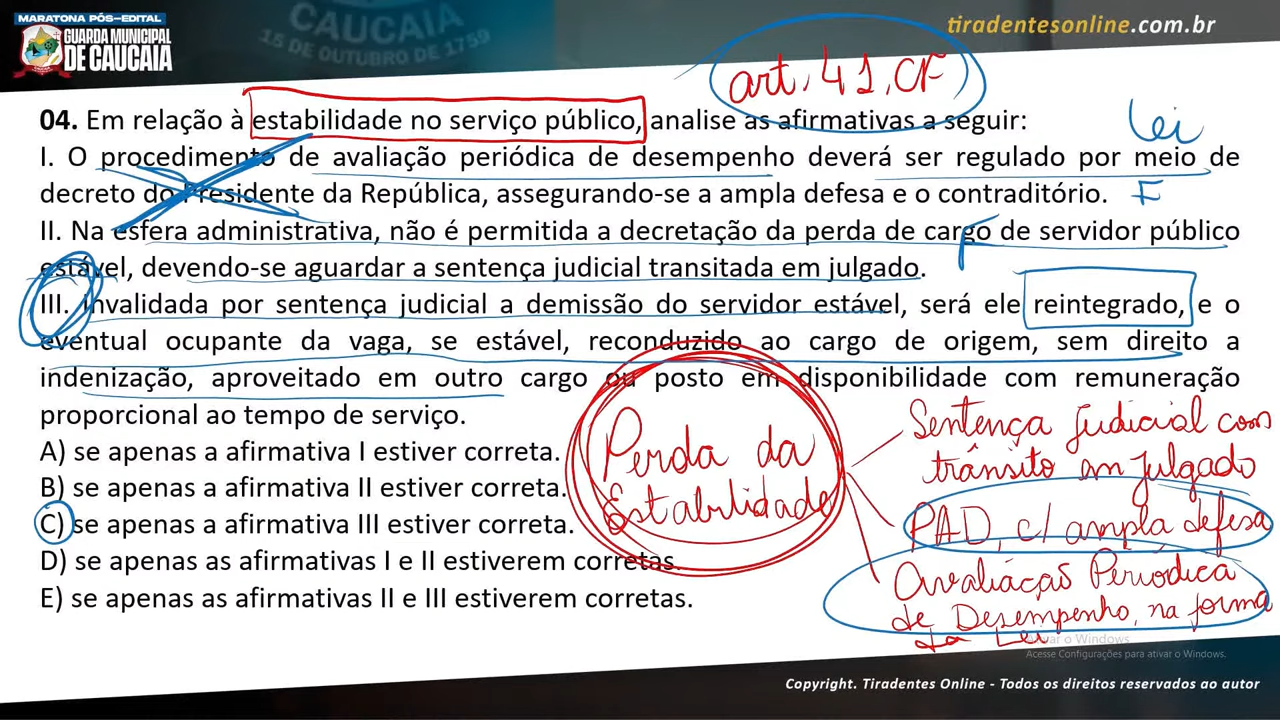 MARATONA PÓS-EDITAL
GUARDA MUNICIPAL
DE CAUCAIA
CAUCAIA
15 DE OUTUBRO DE 1759
tiradentesonline.com.br
art. 41, CF
04. Em relação à estabilidade no serviço público, analise as afirmativas a seguir:
Lei
I. O procedimento de avaliação periódica de desempenho deverá ser regulado por meio de
decreto do Presidente da República, assegurando-se a ampla defesa e o contraditório. F
II. Na esfera administrativa, não é permitida a decretação da perda de cargo de servidor público
estável, devendo-se aguardar a sentença judicial transitada em julgado. F
III. Invalidada por sentença judicial a demissão do servidor estável, será ele reintegrado, e o
eventual ocupante da vaga, se estável, reconduzido ao cargo de origem, sem direito a
indenização, aproveitado em outro cargo ou posto em disponibilidade com remuneração
proporcional ao tempo de serviço.
A) se apenas a afirmativa I estiver correta.
B) se apenas a afirmativa II estiver correta.
C) se apenas a afirmativa III estiver correta.
D) se apenas as afirmativas I e II estiverem corretas.
E) se apenas as afirmativas II e III estiverem corretas.
Perda da
Estabilidade
Sentença Judicial com
trânsito em julgado
PAD, c/ ampla defesa
Avaliação Periódica
de Desempenho, na forma
da Lei
Ativar o Windows
Acesse Configurações para ativar o Windows.
Copyright. Tiradentes Online - Todos os direitos reservados ao autor